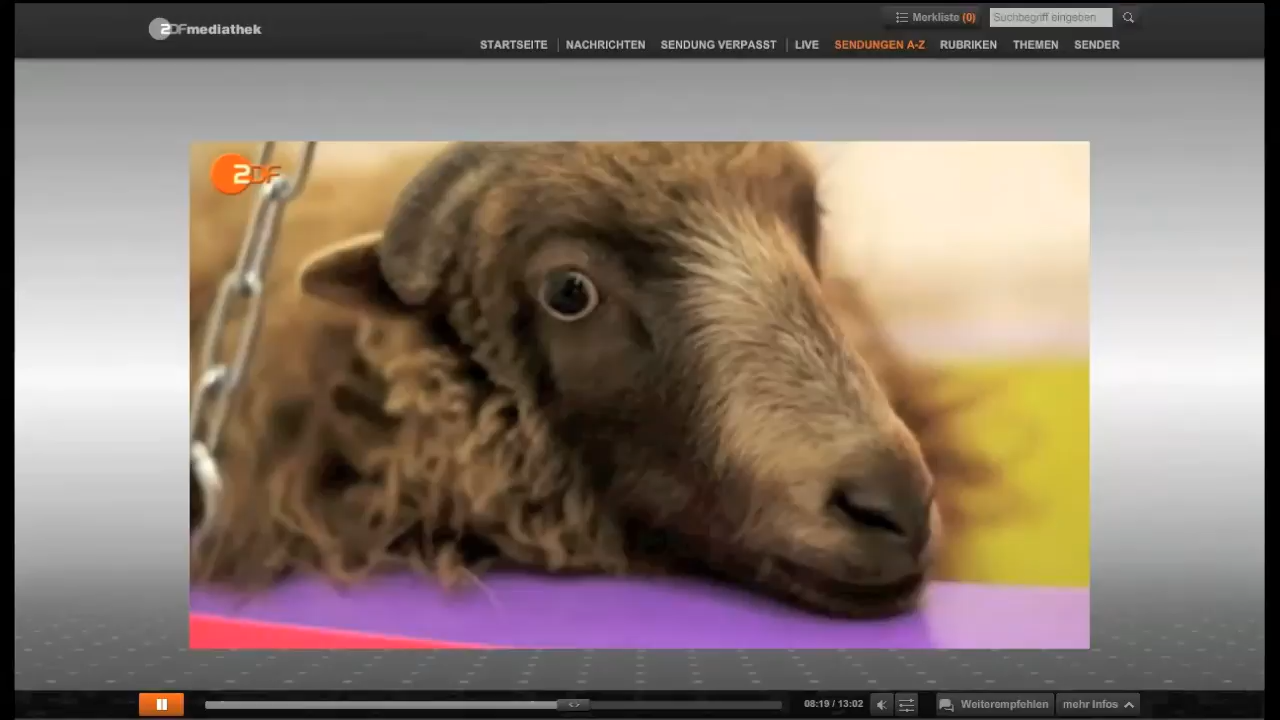 ZDFmediathek
Merkliste (0)
Suchbegriff eingeben
STARTSEITE
NACHRICHTEN
SENDUNG VERPASST
LIVE
SENDUNGEN A-Z
RUBRIKEN
THEMEN
SENDER
ZDF
08:19 / 13:02
Weiterempfehlen
mehr Infos